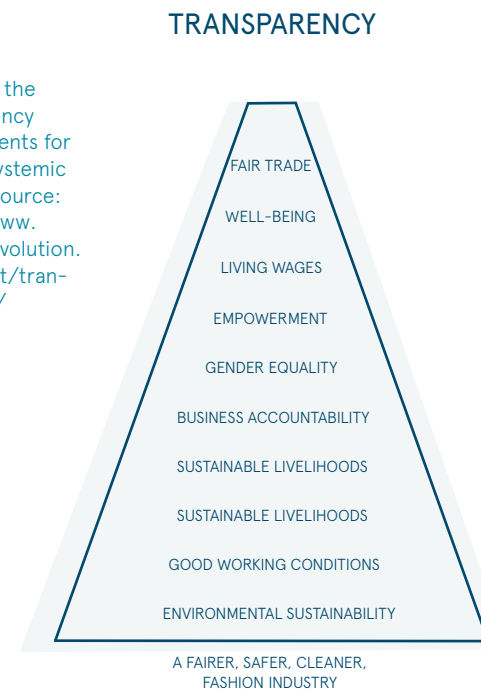 TRANSPARENCY
the
ncy
ents for
ystemic
ource:
ww.
volution.
t/tran-
/
FAIR TRADE
WELL-BEING
LIVING WAGES
EMPOWERMENT
GENDER EQUALITY
BUSINESS ACCOUNTABILITY
SUSTAINABLE LIVELIHOODS
SUSTAINABLE LIVELIHOODS
GOOD WORKING CONDITIONS
ENVIRONMENTAL SUSTAINABILITY
A FAIRER, SAFER, CLEANER,
FASHION INDUSTRY